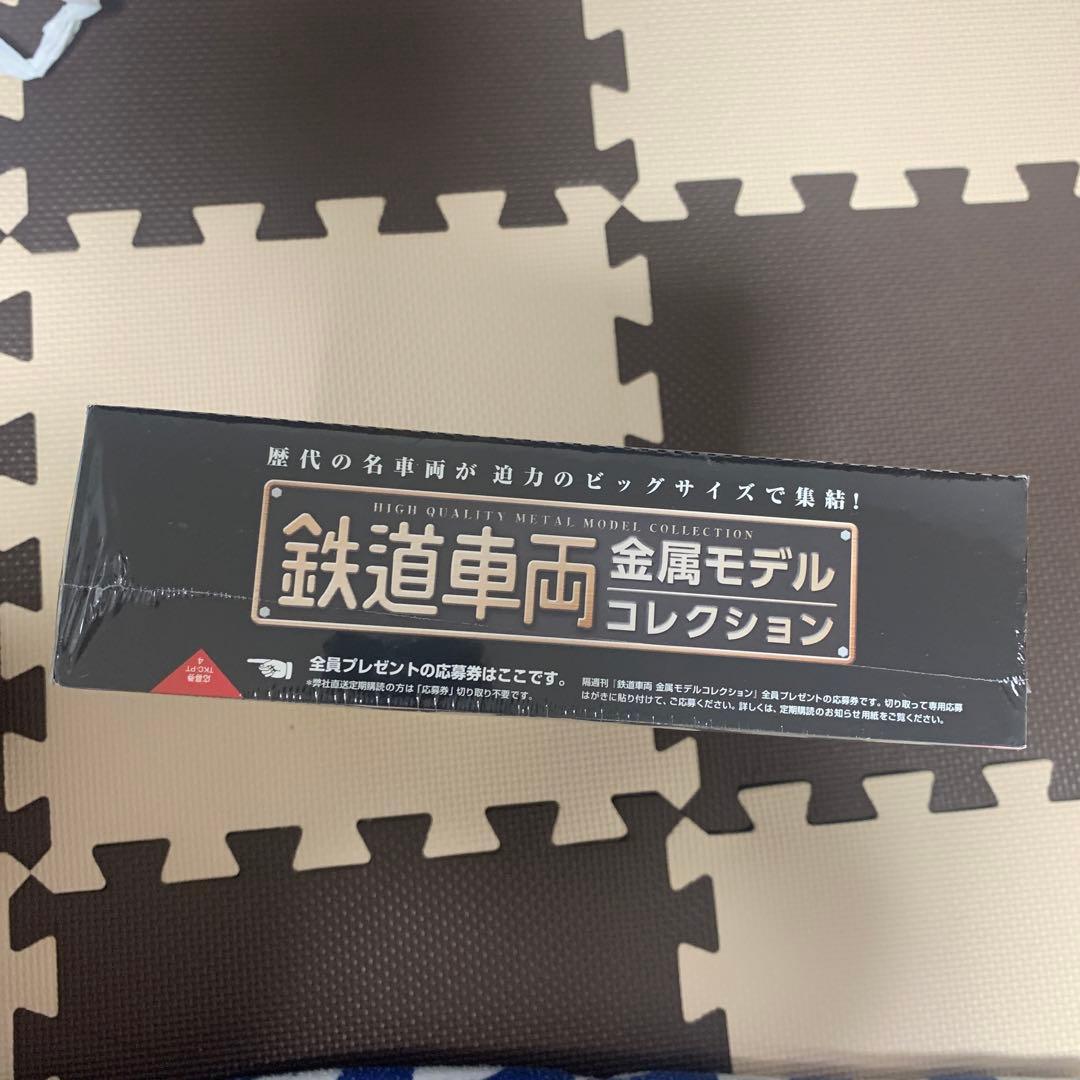 歴代の名車両が 迫力のビッグサイズで集結!
HIGH QUALITY METAL MODEL COLLECTION
鉄道車両 金属モデル
コレクション
全員プレゼントの応募券はここです。
*弊社直送定期購読の方は「応募券」切り取り不要です。
隔週刊『鉄道車両 金属モデルコレクション』全員プレゼントの応募券です。切り取って専用応募
はがきに貼り付けて、ご応募ください。詳しくは、定期購読のお知らせ用紙をご覧ください。
応募券
TKC-PT
4